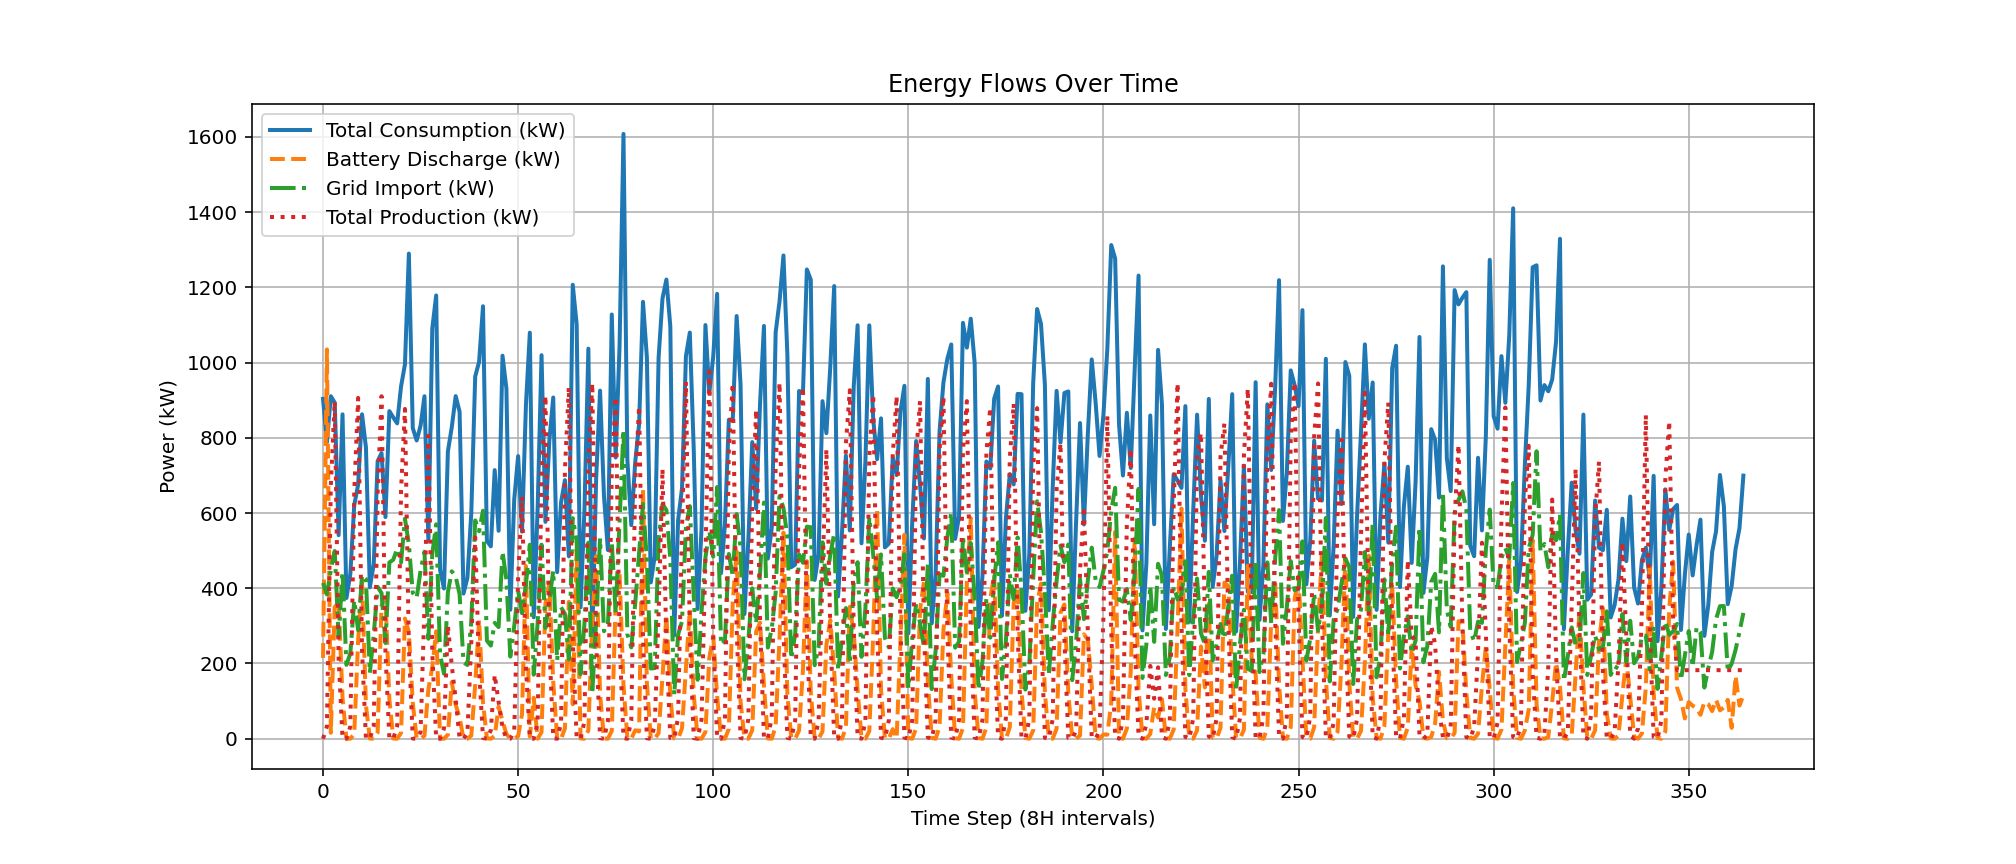 Energy Flows Over Time
Total Consumption (kW)
Battery Discharge (kW)
Grid Import (kW)
Total Production (kW)
Power (kW)
1600
1400
1200
1000
800
600
400
200
0
0 50 100 150 200 250 300 350
Time Step (8H intervals)